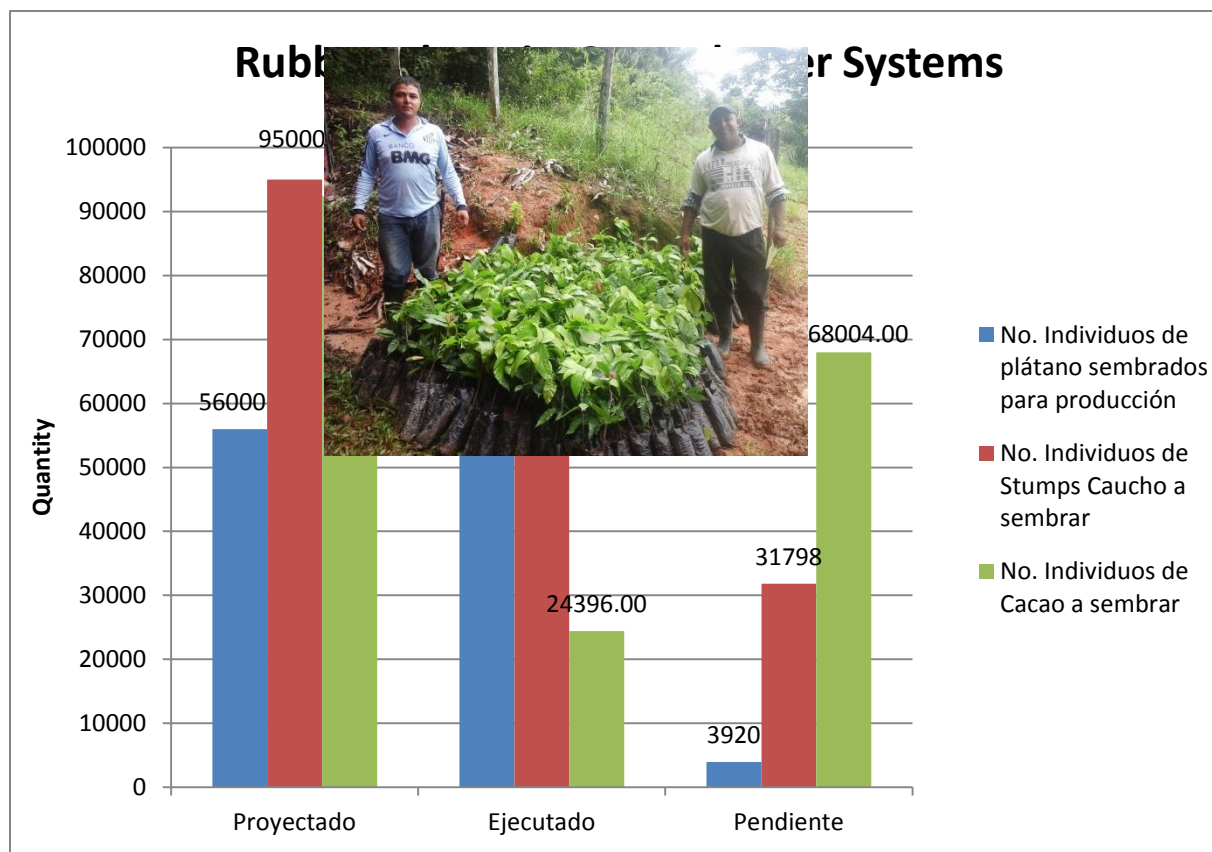 Rubb er Systems
95000
100000
90000
80000
70000
60000
50000
40000
30000
20000
10000
0
Quantity
56000
24396.00
3920
31798
68004.00
Proyectado
Ejecutado
Pendiente
No. Individuos de
plátano sembrados
para producción
No. Individuos de
Stumps Caucho a
sembrar
No. Individuos de
Cacao a sembrar
BANCO
BMG